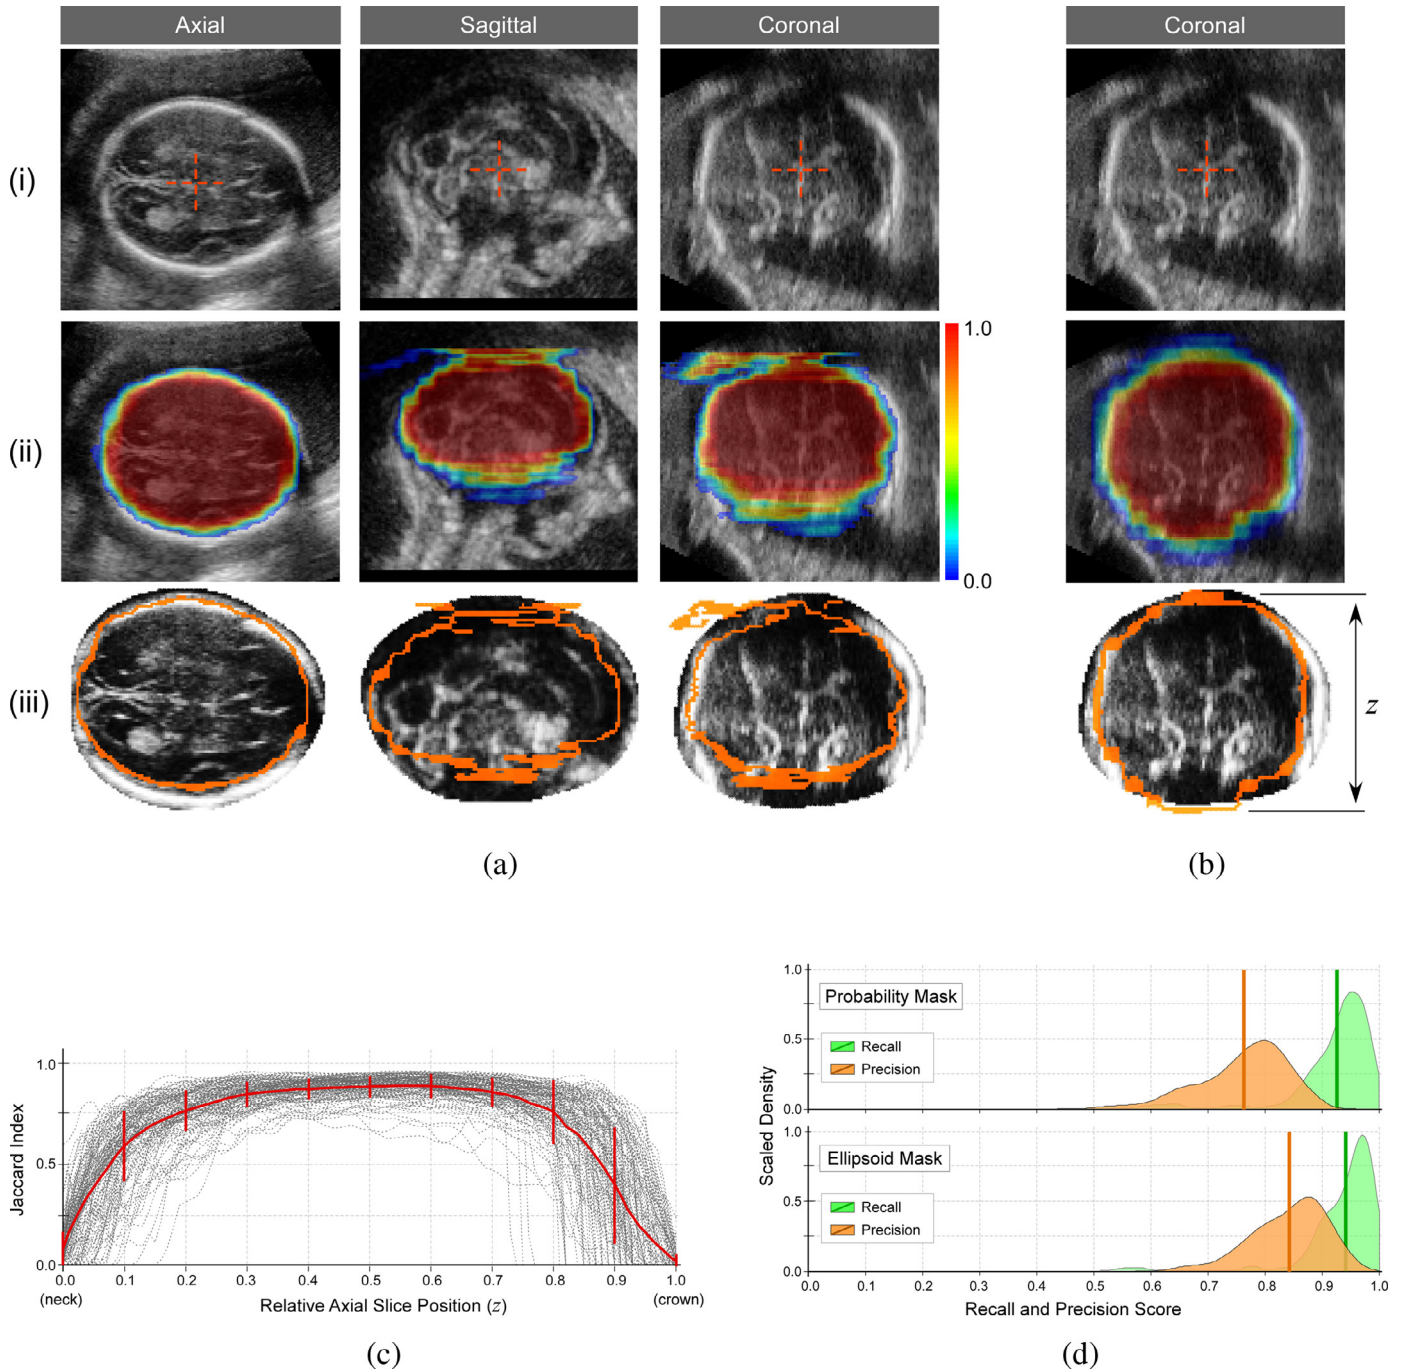 Axial Sagittal Coronal Coronal
(i)
(ii)
1.0
0.0
(iii)
z
(a) (b)
Probability Mask
Recall
Precision
1.0
0.5
0.0
Ellipsoid Mask
Recall
Precision
1.0
0.5
0.0
Scaled Density
0.0 0.1 0.2 0.3 0.4 0.5 0.6 0.7 0.8 0.9 1.0
Recall and Precision Score
Jaccard Index
1.0
0.5
0.0
0.0 0.1 0.2 0.3 0.4 0.5 0.6 0.7 0.8 0.9 1.0
(neck) (crown)
Relative Axial Slice Position (z)
(c) (d)